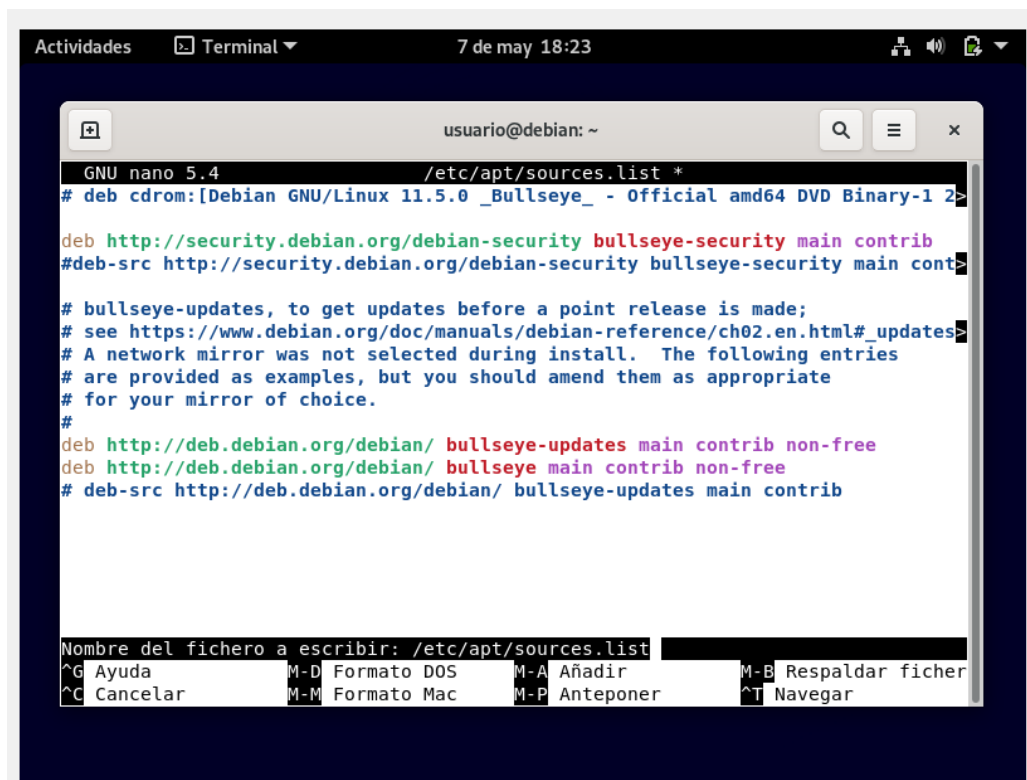 Actividades Terminal 7 de may 18:23
usuario@debian: ~
GNU nano 5.4 /etc/apt/sources.list *
# deb cdrom:[Debian GNU/Linux 11.5.0 _Bullseye_ - Official amd64 DVD Binary-1 2>
deb http://security.debian.org/debian-security bullseye-security main contrib
#deb-src http://security.debian.org/debian-security bullseye-security main cont>
# bullseye-updates, to get updates before a point release is made;
# see https://www.debian.org/doc/manuals/debian-reference/ch02.en.html#_updates>
# A network mirror was not selected during install.  The following entries
# are provided as examples, but you should amend them as appropriate
# for your mirror of choice.
#
deb http://deb.debian.org/debian/ bullseye-updates main contrib non-free
deb http://deb.debian.org/debian/ bullseye main contrib non-free
# deb-src http://deb.debian.org/debian/ bullseye-updates main contrib
Nombre del fichero a escribir: /etc/apt/sources.list
^G Ayuda M-D Formato DOS M-A Añadir M-B Respaldar ficher
^C Cancelar M-M Formato Mac M-P Anteponer ^T Navegar